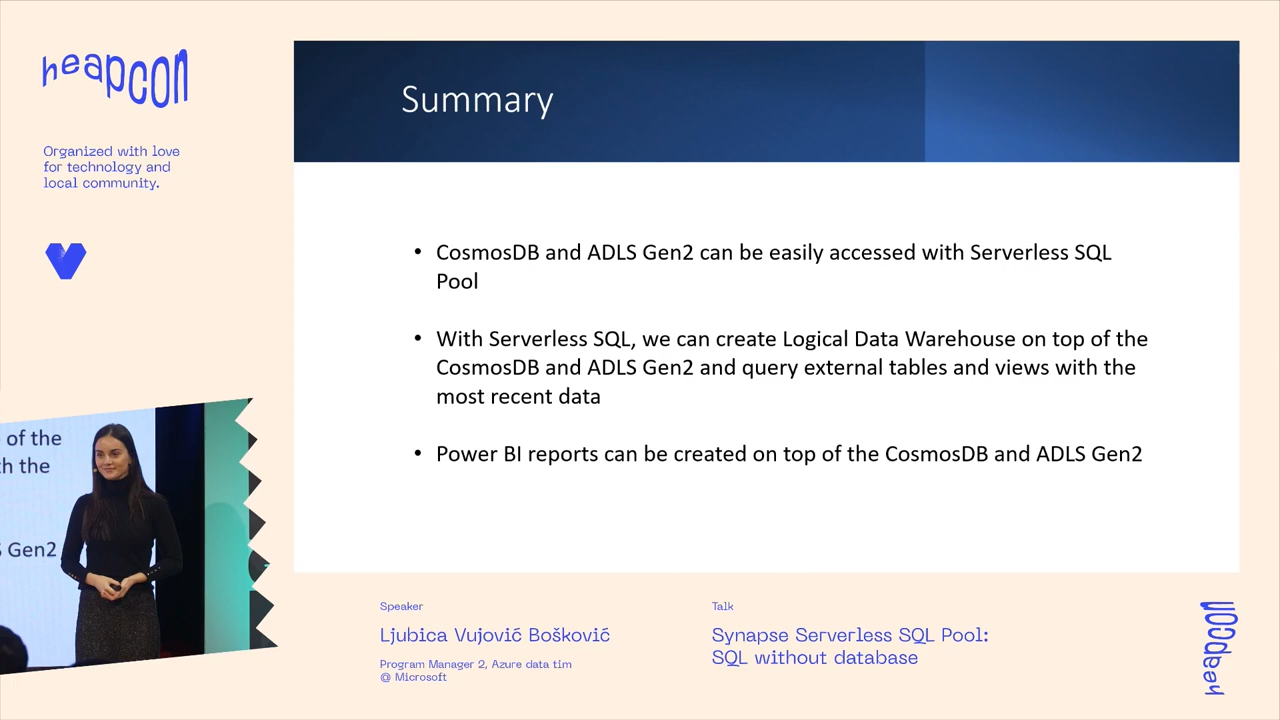 heapcon
Organized with love
for technology and
local community.
Summary
• CosmosDB and ADLS Gen2 can be easily accessed with Serverless SQL
Pool
• With Serverless SQL, we can create Logical Data Warehouse on top of the
CosmosDB and ADLS Gen2 and query external tables and views with the
most recent data
• Power BI reports can be created on top of the CosmosDB and ADLS Gen2
of the
th the
S Gen2
Speaker
Ljubica Vujović Bošković
Program Manager 2, Azure data tim
@ Microsoft
Talk
Synapse Serverless SQL Pool:
SQL without database
heapcon